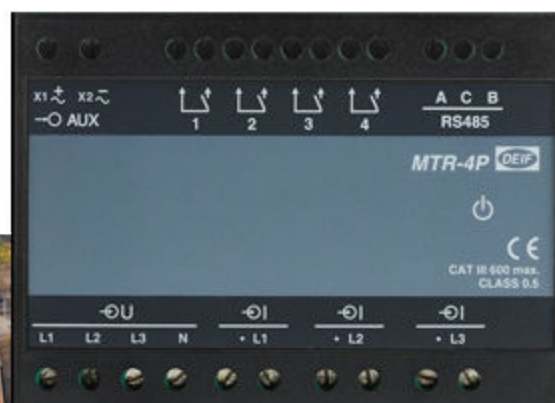 X1 X2
AUX
1 2 3 4
A C B
RS485
MTR-4P DEIF
CE
CAT III 600 max.
CLASS 0.5
U I I I
L1 L2 L3 N • L1 • L2 • L3